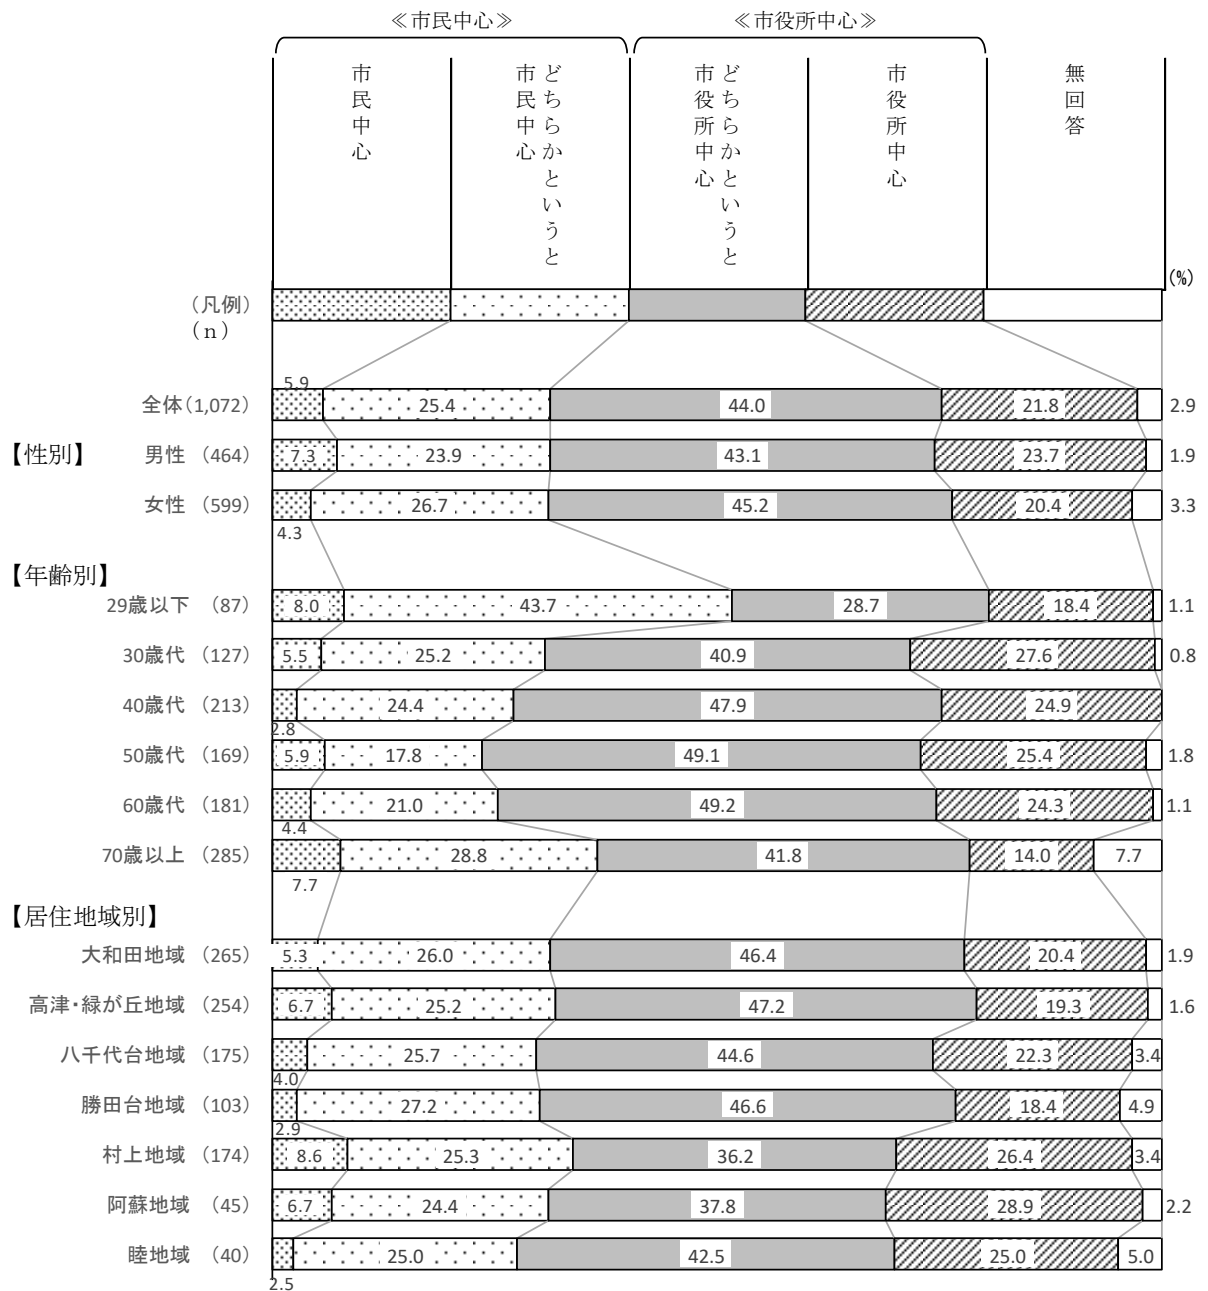 ≪市民中心≫ ≪市役所中心≫
市民中心
どちらかというと
市民中心
どちらかというと
市役所中心
市役所中心
無回答
(%)
（凡例）
（ｎ）
全体(1,072) 5.9 25.4 44.0 21.8 2.9
【性別】 男性 (464) 7.3 23.9 43.1 23.7 1.9
女性 (599) 4.3 26.7 45.2 20.4 3.3
【年齢別】
29歳以下 (87) 8.0 43.7 28.7 18.4 1.1
30歳代 (127) 5.5 25.2 40.9 27.6 0.8
40歳代 (213) 2.8 24.4 47.9 24.9
50歳代 (169) 5.9 17.8 49.1 25.4 1.8
60歳代 (181) 4.4 21.0 49.2 24.3 1.1
70歳以上 (285) 7.7 28.8 41.8 14.0 7.7
【居住地域別】
大和田地域 (265) 5.3 26.0 46.4 20.4 1.9
高津・緑が丘地域 (254) 6.7 25.2 47.2 19.3 1.6
八千代台地域 (175) 4.0 25.7 44.6 22.3 3.4
勝田台地域 (103) 2.9 27.2 46.6 18.4 4.9
村上地域 (174) 8.6 25.3 36.2 26.4 3.4
阿蘇地域 (45) 6.7 24.4 37.8 28.9 2.2
睦地域 (40) 2.5 25.0 42.5 25.0 5.0